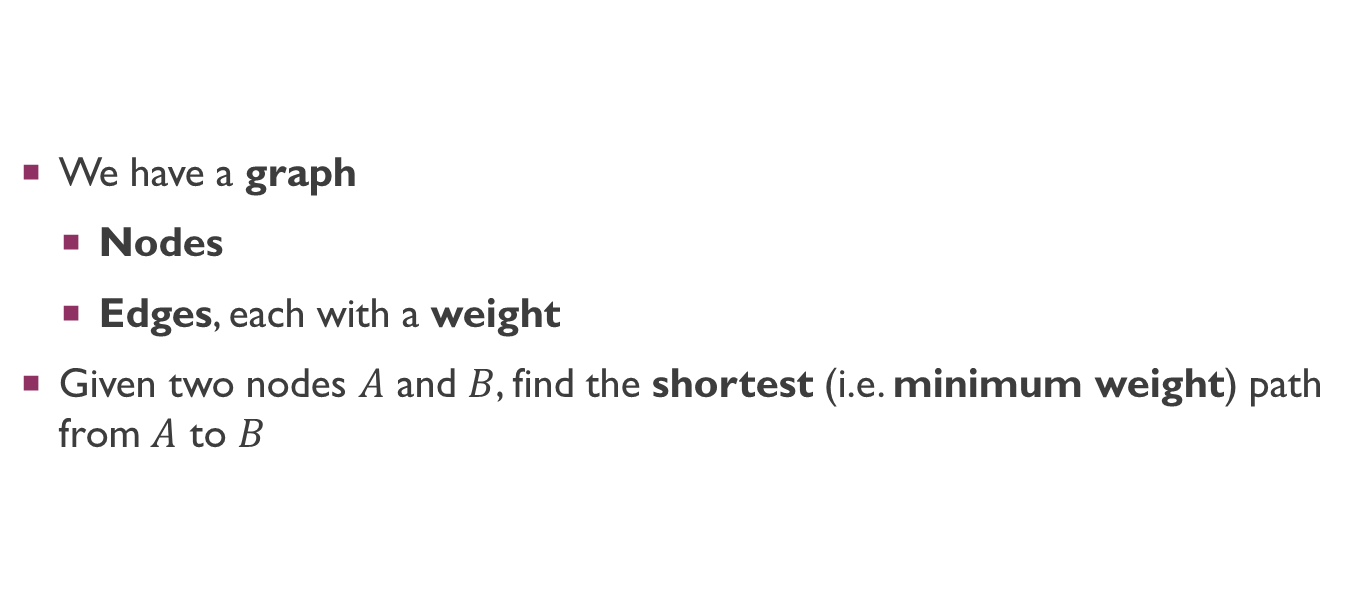 We have a graph
Nodes
Edges, each with a weight
Given two nodes A and B, find the shortest (i.e. minimum weight) path
from A to B